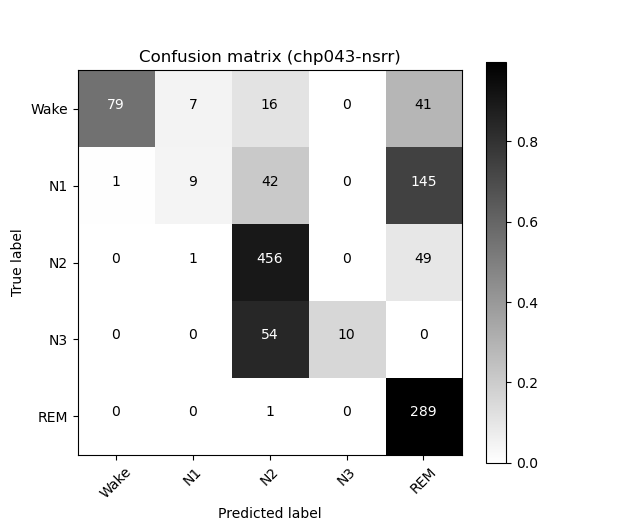 Confusion matrix (chp043-nsrr)
True label
Wake 79 7 16 0 41
N1 1 9 42 0 145
N2 0 1 456 0 49
N3 0 0 54 10 0
REM 0 0 1 0 289
Wake N1 N2 N3 REM
Predicted label
0.8
0.6
0.4
0.2
0.0